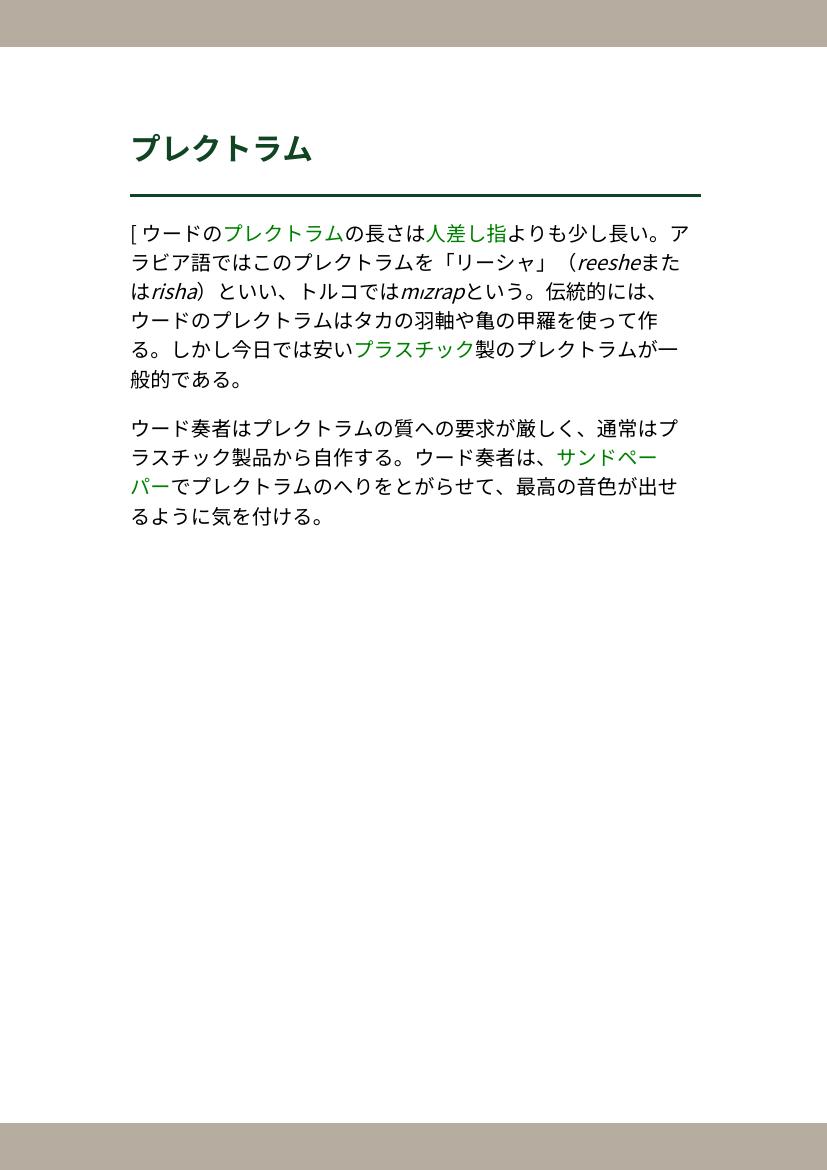 プレクトラム
[ ウードのプレクトラムの長さは人差し指よりも少し長い。ア
ラビア語ではこのプレクトラムを「リーシャ」（reesheまた
はrisha）といい、トルコではmızrapという。伝統的には、
ウードのプレクトラムはタカの羽軸や亀の甲羅を使って作
る。しかし今日では安いプラスチック製のプレクトラムが一
般的である。
ウード奏者はプレクトラムの質への要求が厳しく、通常はプ
ラスチック製品から自作する。ウード奏者は、サンドペー
パーでプレクトラムのへりをとがらせて、最高の音色が出せ
るように気を付ける。